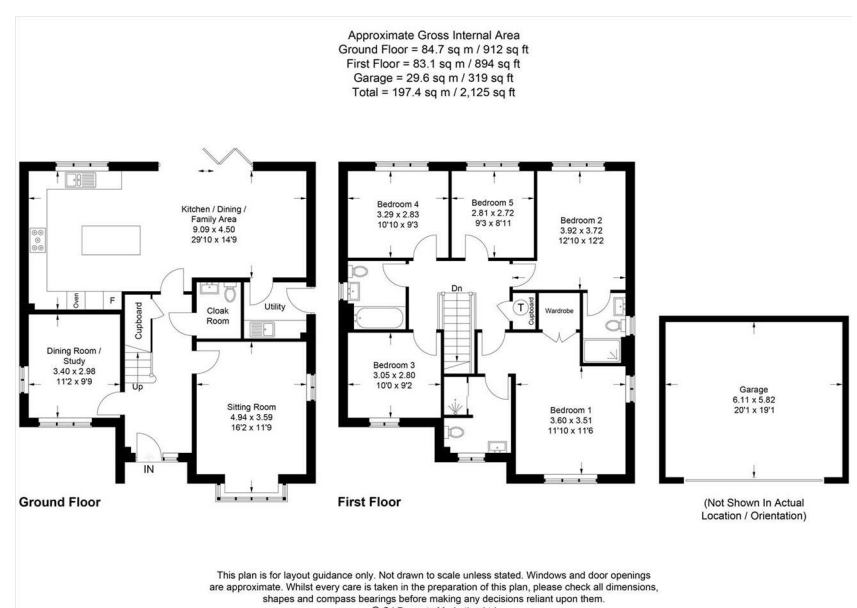 Approximate Gross Internal Area
Ground Floor = 84.7 sq m / 912 sq ft
First Floor = 83.1 sq m / 894 sq ft
Garage = 29.6 sq m / 319 sq ft
Total = 197.4 sq m / 2,125 sq ft
Kitchen / Dining /
Family Area
9.09 x 4.50
29'10 x 14'9
Oven
F
Cupboard
Cloak
Room
Utility
Dining Room /
Study
3.40 x 2.98
11'2 x 9'9
Up
Sitting Room
4.94 x 3.59
16'2 x 11'9
IN
Ground Floor
Bedroom 4
3.29 x 2.83
10'10 x 9'3
Bedroom 5
2.81 x 2.72
9'3 x 8'11
Bedroom 2
3.92 x 3.72
12'10 x 12'2
Dn
T
Cupboard
Wardrobe
Bedroom 3
3.05 x 2.80
10'0 x 9'2
Bedroom 1
3.60 x 3.51
11'10 x 11'6
First Floor
Garage
6.11 x 5.82
20'1 x 19'1
(Not Shown In Actual
Location / Orientation)
This plan is for layout guidance only. Not drawn to scale unless stated. Windows and door openings
are approximate. Whilst every care is taken in the preparation of this plan, please check all dimensions,
shapes and compass bearings before making any decisions reliant upon them.